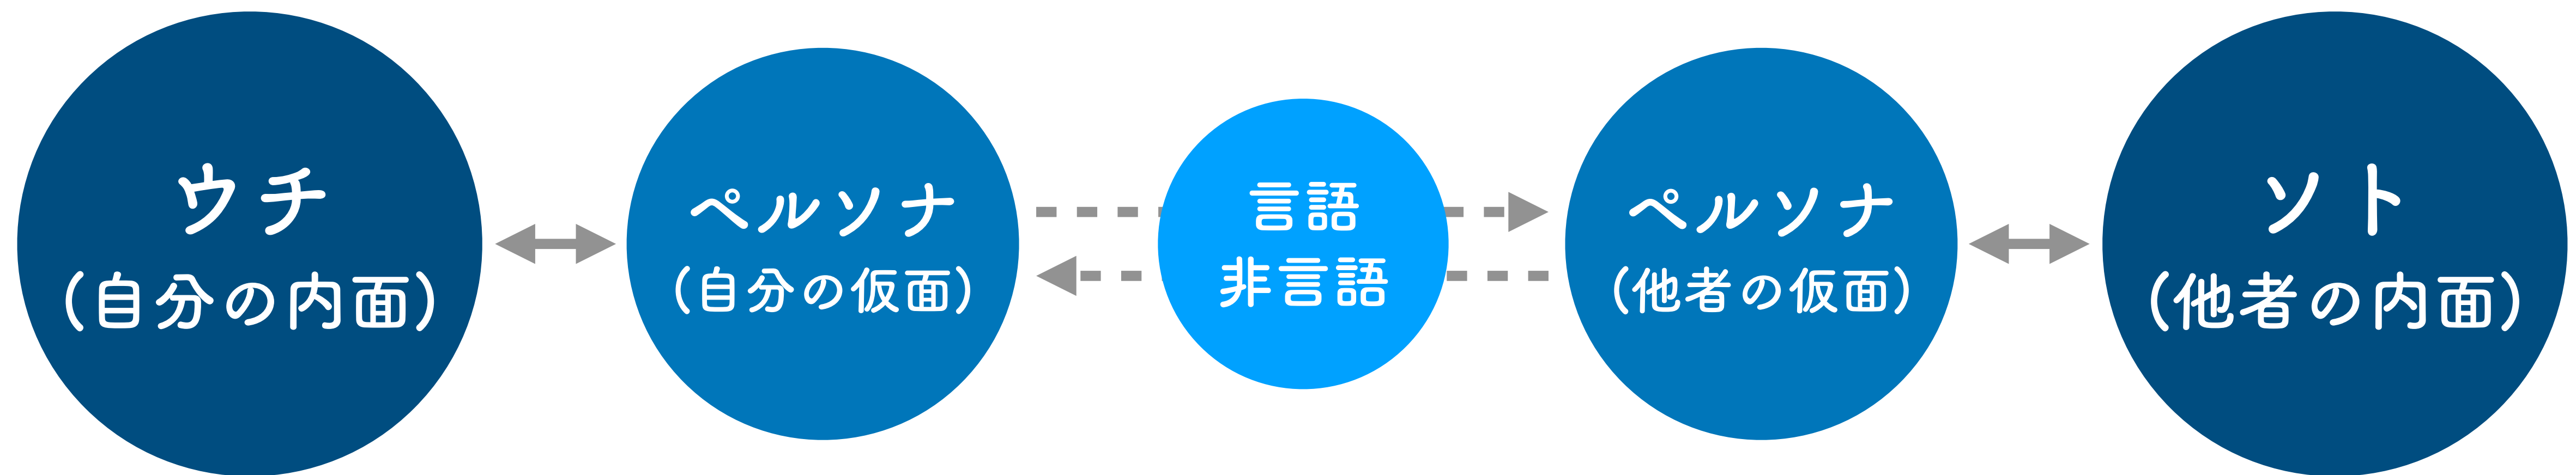 ウチ
(自分の内面)
ペルソナ
(自分の仮面)
言語
非言語
ペルソナ
(他者の仮面)
ソト
(他者の内面)